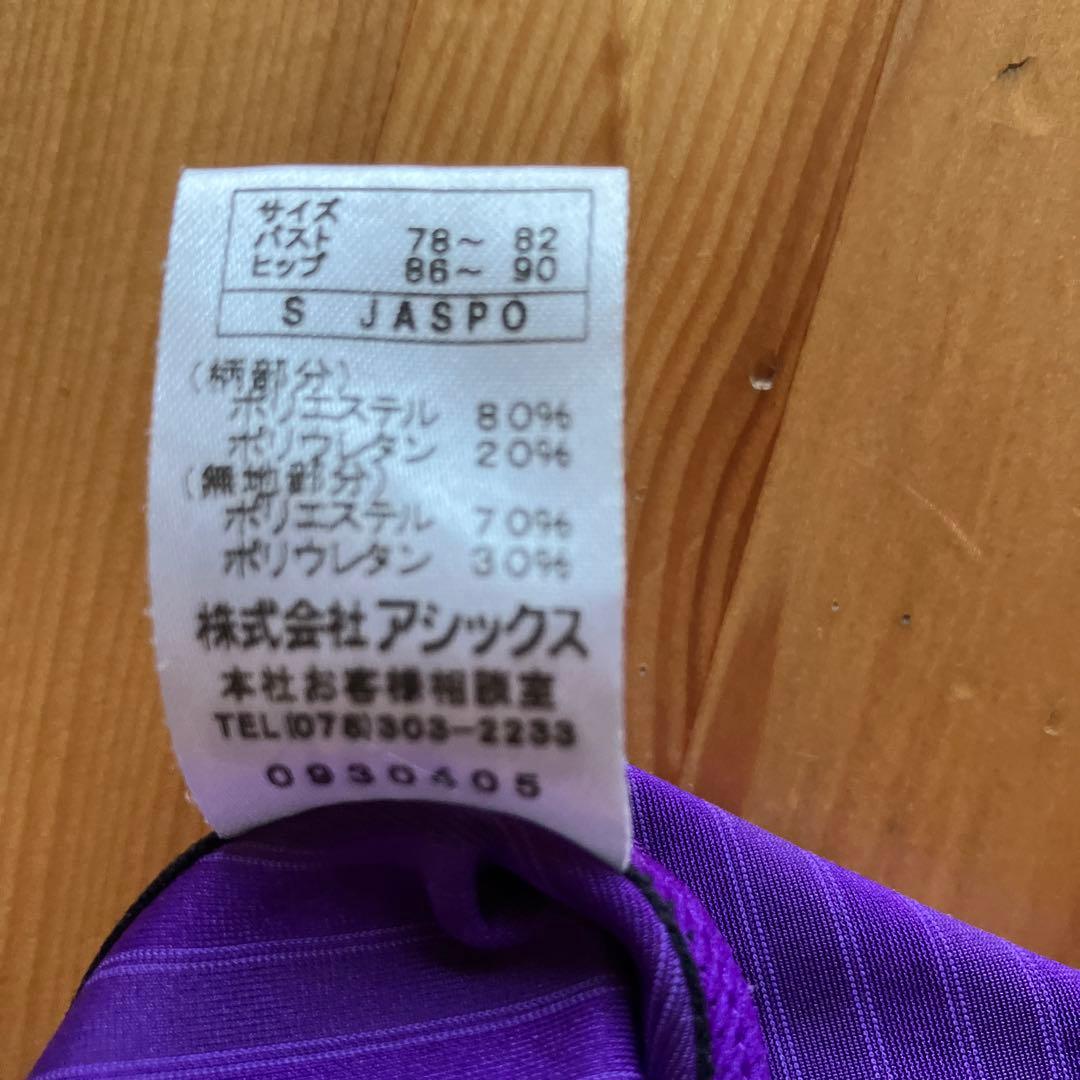 サイズ
バスト 78～ 82
ヒップ 86～ 90
S JASPO
(柄部分)
ポリエステル 80%
ポリウレタン 20%
(無地部分)
ポリエステル 70%
ポリウレタン 30%
株式会社アシックス
本社お客様相談室
TEL(078)303-2233
0930405